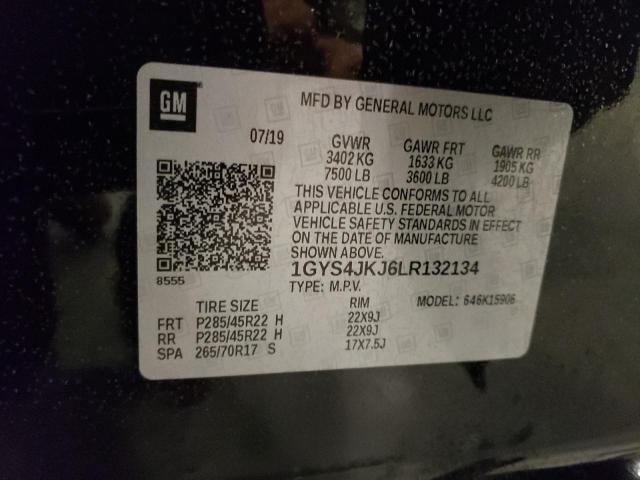 GM
MFD BY GENERAL MOTORS LLC
07/19 GVWR GAWR FRT GAWR RR
3402 KG 1633 KG 1905 KG
7500 LB 3600 LB 4200 LB
THIS VEHICLE CONFORMS TO ALL
APPLICABLE U.S. FEDERAL MOTOR
VEHICLE SAFETY STANDARDS IN EFFECT
ON THE DATE OF MANUFACTURE
SHOWN ABOVE.
8555
1GYS4JKJ6LR132134
TYPE: M.P.V. MODEL: 646K15906
TIRE SIZE RIM
FRT P285/45R22 H 22X9J
RR P285/45R22 H 22X9J
SPA 265/70R17 S 17X7.5J